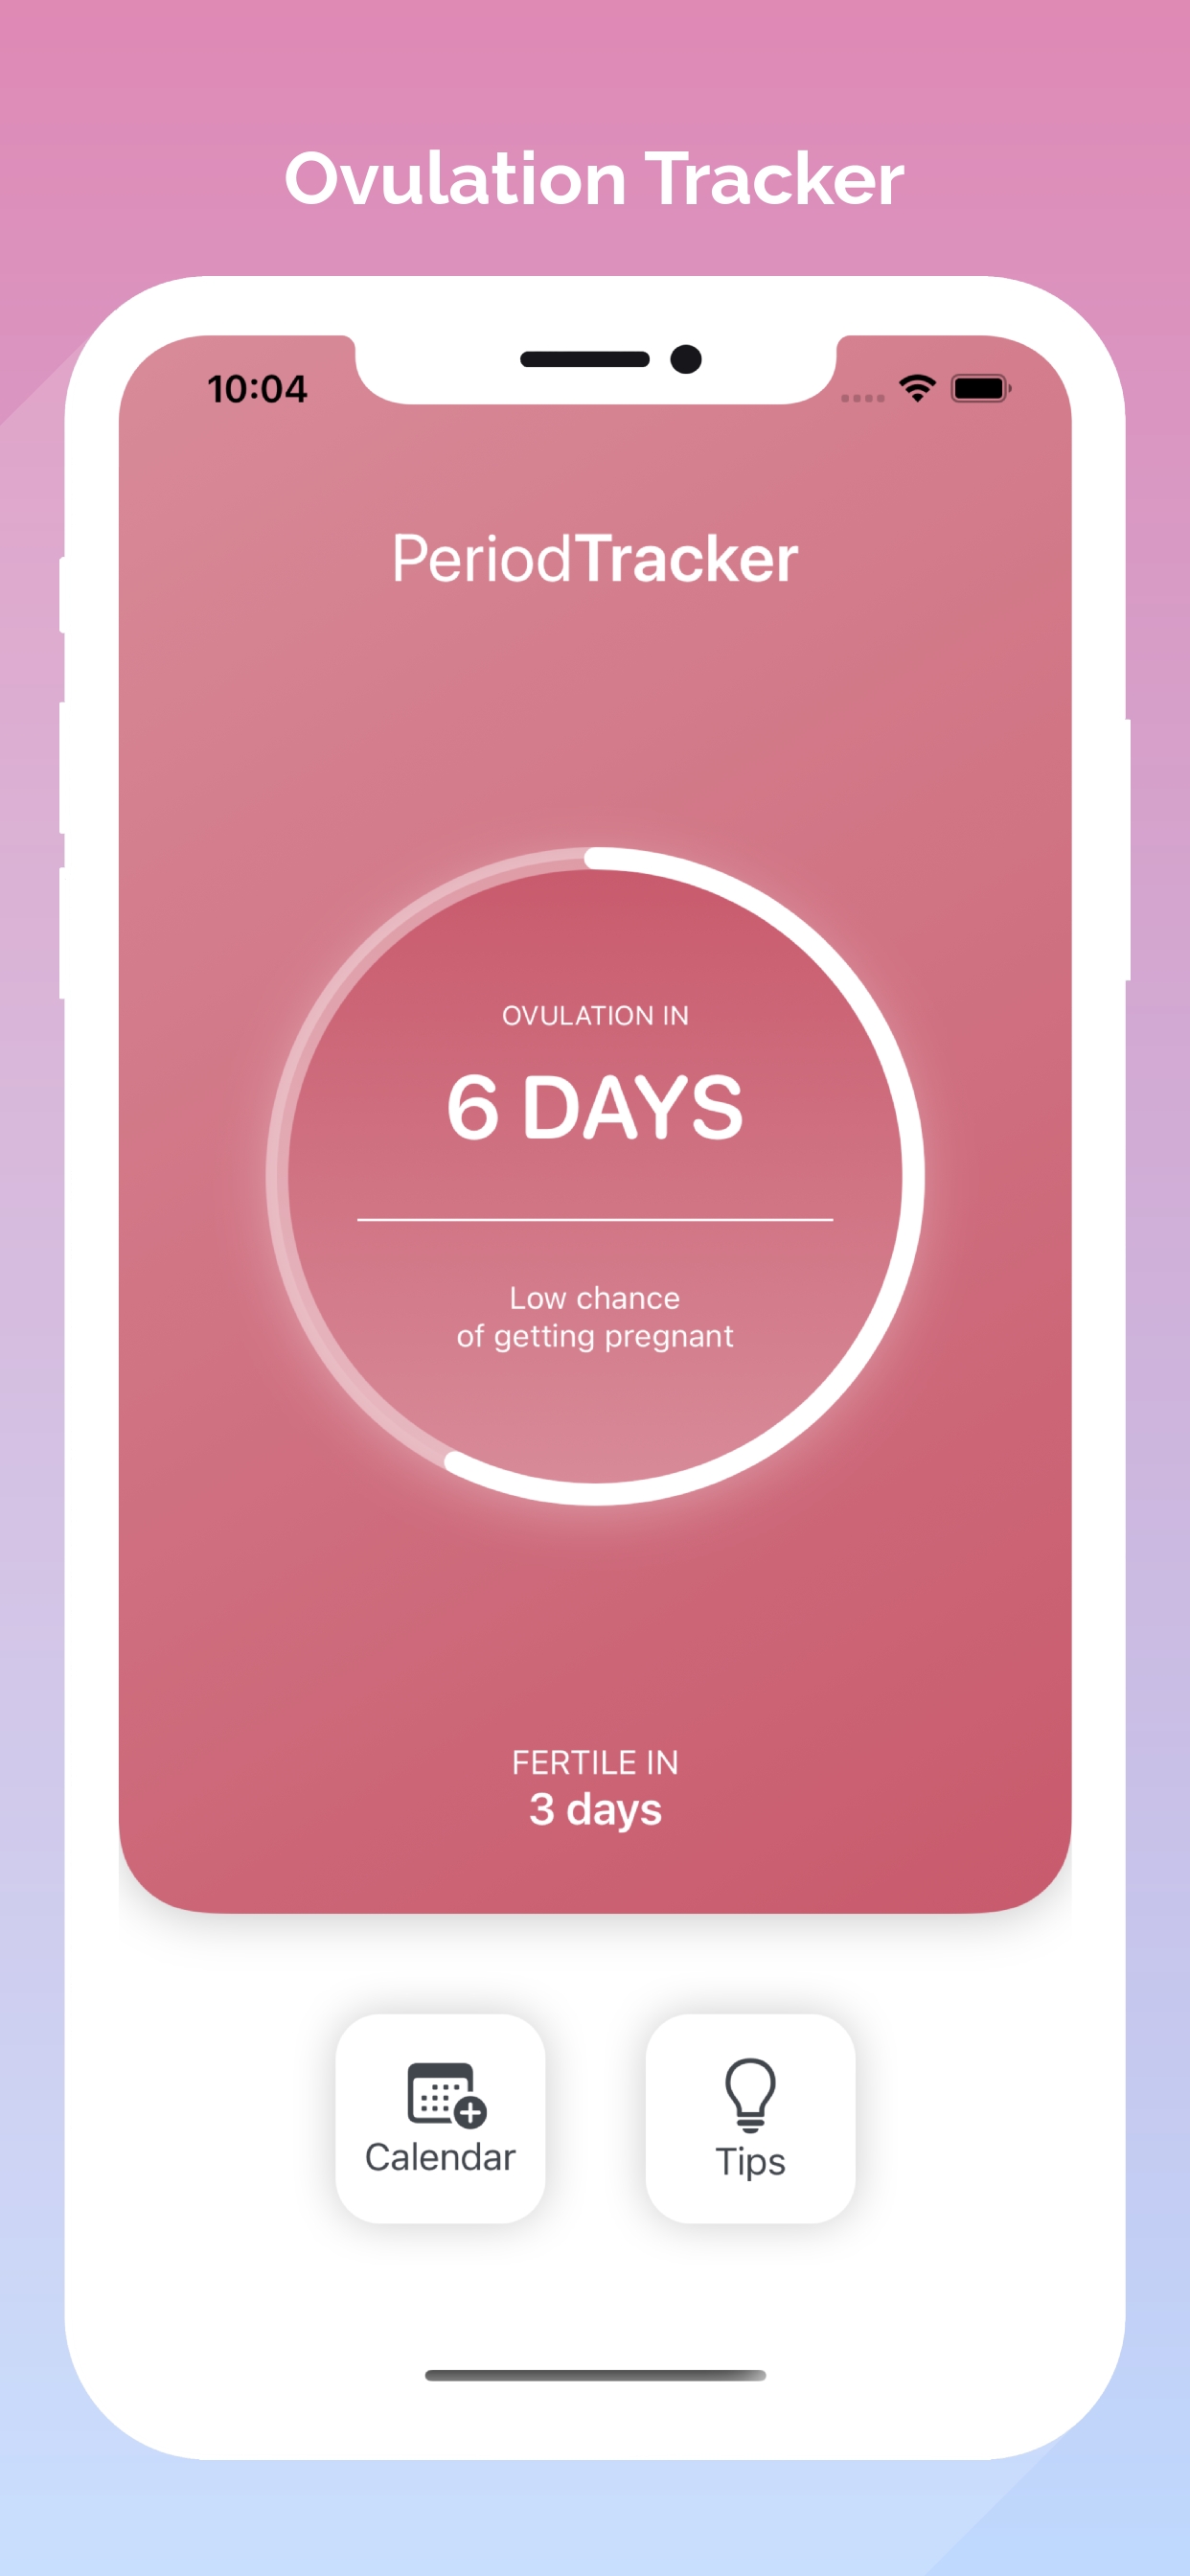 Ovulation Tracker
10:04
PeriodTracker
OVULATION IN
6 DAYS
Low chance
of getting pregnant
FERTILE IN
3 days
Calendar
Tips